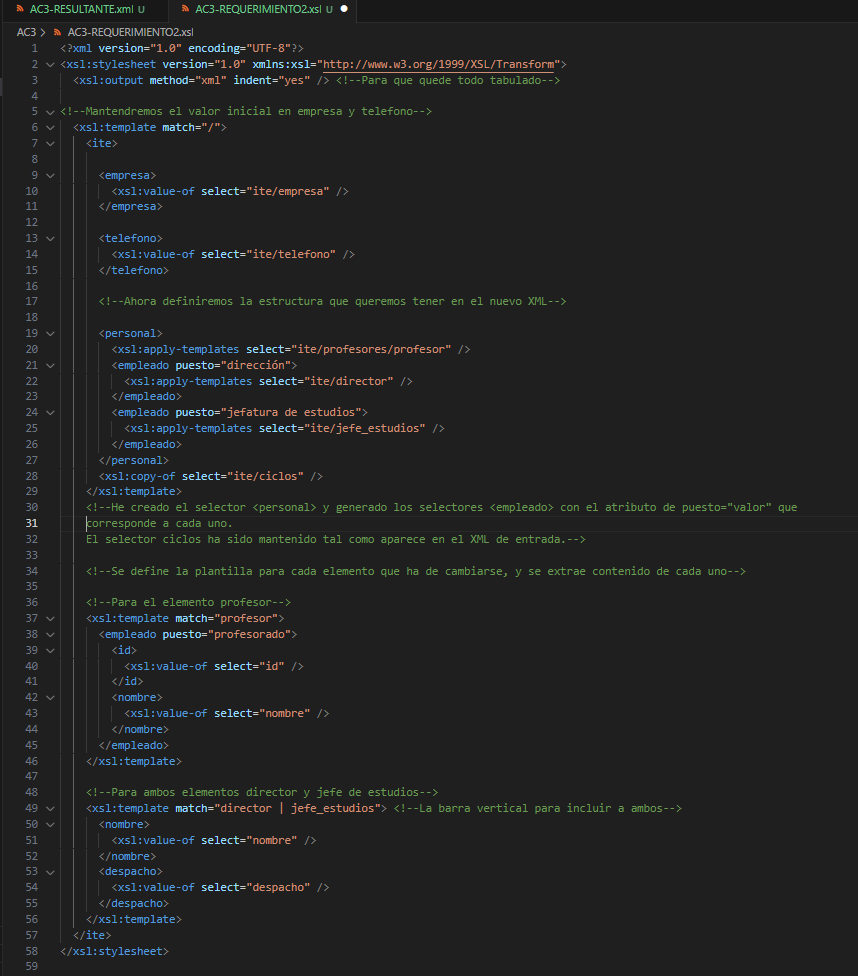 AC3-RESULTANTE.xml U
AC3-REQUERIMIENTO2.xsl U
AC3 > AC3-REQUERIMIENTO2.xsl
1 <?xml version="1.0" encoding="UTF-8"?>
2 <xsl:stylesheet version="1.0" xmlns:xsl="http://www.w3.org/1999/XSL/Transform">
3 <xsl:output method="xml" indent="yes" /> <!--Para que quede todo tabulado-->
4
5 <!--Mantendremos el valor inicial en empresa y telefono-->
6 <xsl:template match="/">
7 <ite>
8
9 <empresa>
10 <xsl:value-of select="ite/empresa" />
11 </empresa>
12
13 <telefono>
14 <xsl:value-of select="ite/telefono" />
15 </telefono>
16
17 <!--Ahora definiremos la estructura que queremos tener en el nuevo XML-->
18
19 <personal>
20 <xsl:apply-templates select="ite/profesores/profesor" />
21 <empleado puesto="dirección">
22 <xsl:apply-templates select="ite/director" />
23 </empleado>
24 <empleado puesto="jefatura de estudios">
25 <xsl:apply-templates select="ite/jefe_estudios" />
26 </empleado>
27 </personal>
28 <xsl:copy-of select="ite/ciclos" />
29 </xsl:template>
30 <!--He creado el selector <personal> y generado los selectores <empleado> con el atributo de puesto="valor" que
31 corresponde a cada uno.
32 El selector ciclos ha sido mantenido tal como aparece en el XML de entrada.-->
33
34 <!--Se define la plantilla para cada elemento que ha de cambiarse, y se extrae contenido de cada uno-->
35
36 <!--Para el elemento profesor-->
37 <xsl:template match="profesor">
38 <empleado puesto="profesorado">
39 <id>
40 <xsl:value-of select="id" />
41 </id>
42 <nombre>
43 <xsl:value-of select="nombre" />
44 </nombre>
45 </empleado>
46 </xsl:template>
47
48 <!--Para ambos elementos director y jefe de estudios-->
49 <xsl:template match="director | jefe_estudios"> <!--La barra vertical para incluir a ambos-->
50 <nombre>
51 <xsl:value-of select="nombre" />
52 </nombre>
53 <despacho>
54 <xsl:value-of select="despacho" />
55 </despacho>
56 </xsl:template>
57 </ite>
58 </xsl:stylesheet>
59